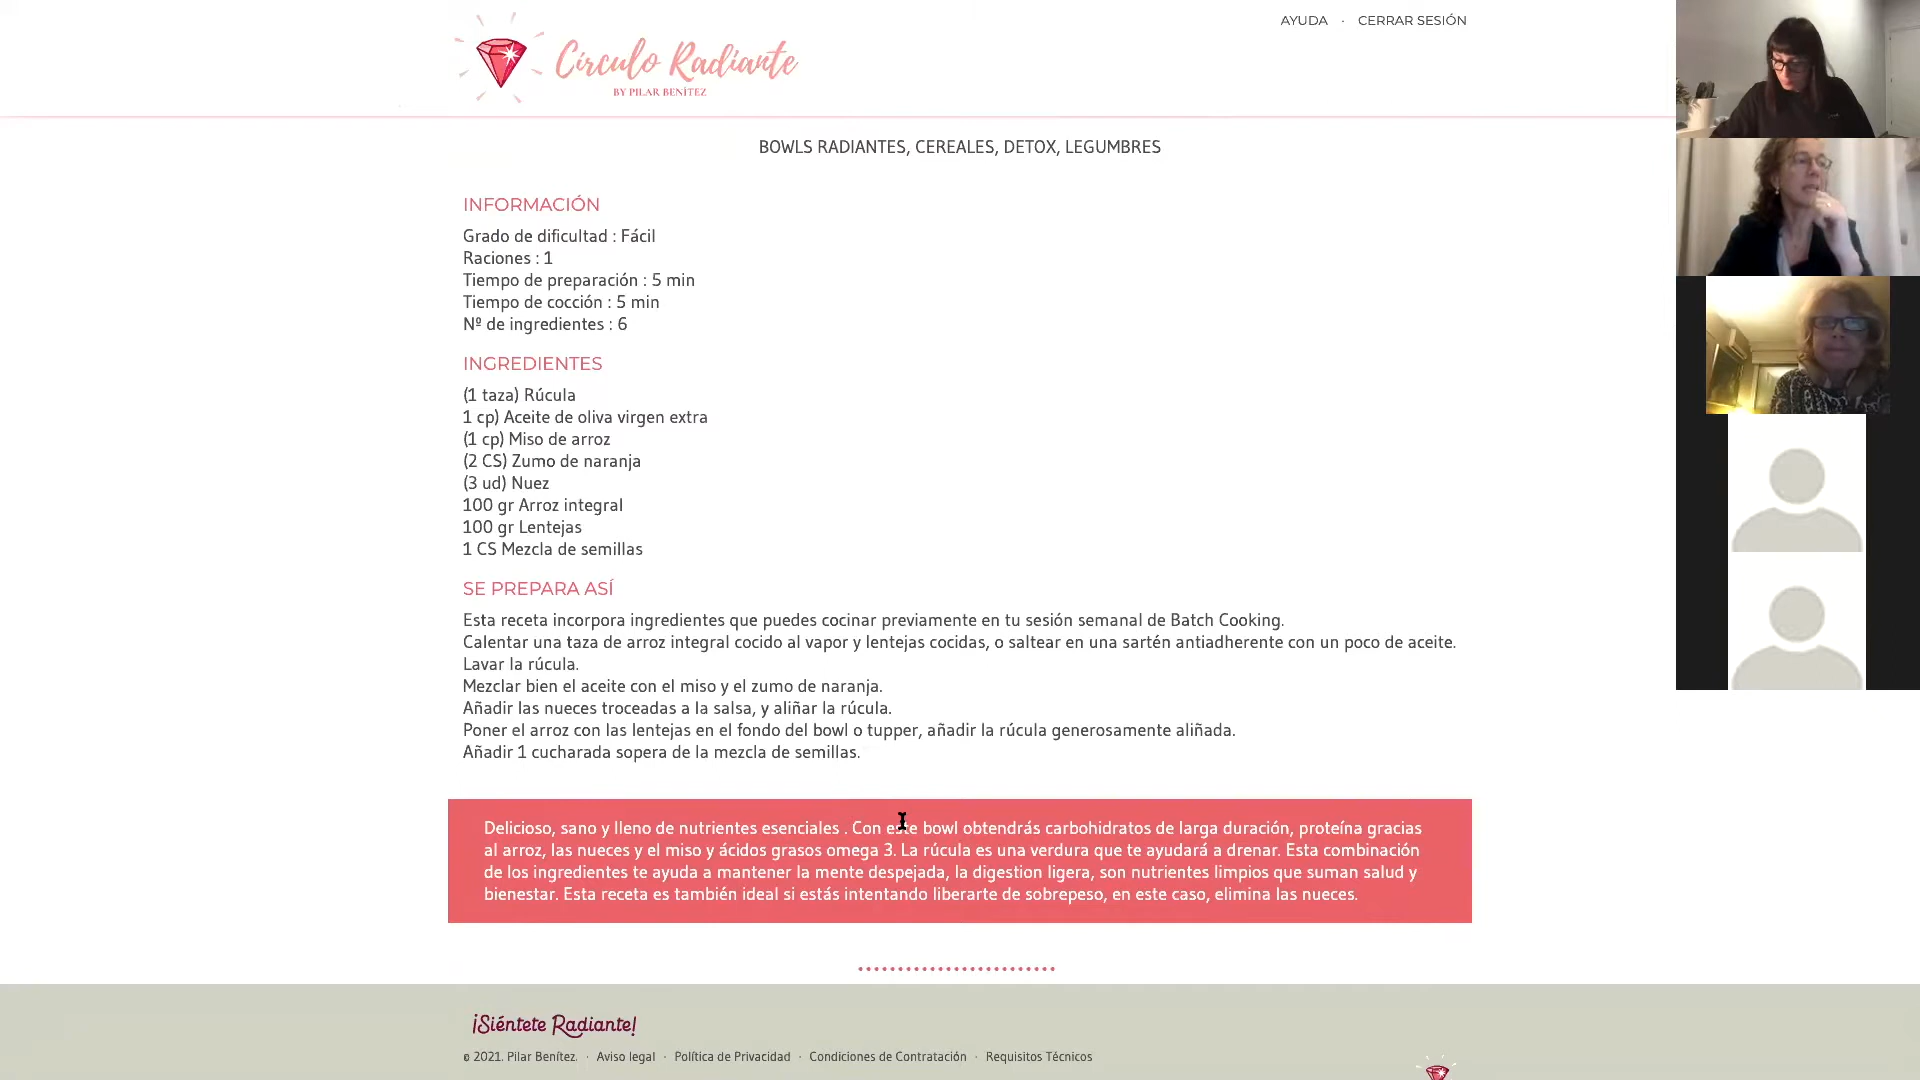 AYUDA · CERRAR SESIÓN
Círculo Radiante
BY PILAR BENÍTEZ
BOWLS RADIANTES, CEREALES, DETOX, LEGUMBRES
INFORMACIÓN
Grado de dificultad : Fácil
Raciones : 1
Tiempo de preparación : 5 min
Tiempo de cocción : 5 min
Nº de ingredientes : 6
INGREDIENTES
(1 taza) Rúcula
1 cp) Aceite de oliva virgen extra
(1 cp) Miso de arroz
(2 CS) Zumo de naranja
(3 ud) Nuez
100 gr Arroz integral
100 gr Lentejas
1 CS Mezcla de semillas
SE PREPARA ASÍ
Esta receta incorpora ingredientes que puedes cocinar previamente en tu sesión semanal de Batch Cooking.
Calentar una taza de arroz integral cocido al vapor y lentejas cocidas, o saltear en una sartén antiadherente con un poco de aceite.
Lavar la rúcula.
Mezclar bien el aceite con el miso y el zumo de naranja.
Añadir las nueces troceadas a la salsa, y aliñar la rúcula.
Poner el arroz con las lentejas en el fondo del bowl o tupper, añadir la rúcula generosamente aliñada.
Añadir 1 cucharada sopera de la mezcla de semillas.
Delicioso, sano y lleno de nutrientes esenciales . Con este bowl obtendrás carbohidratos de larga duración, proteína gracias
al arroz, las nueces y el miso y ácidos grasos omega 3. La rúcula es una verdura que te ayudará a drenar. Esta combinación
de los ingredientes te ayuda a mantener la mente despejada, la digestion ligera, son nutrientes limpios que suman salud y
bienestar. Esta receta es también ideal si estás intentando liberarte de sobrepeso, en este caso, elimina las nueces.
¡Siéntete Radiante!
© 2021. Pilar Benítez. · Aviso legal · Política de Privacidad · Condiciones de Contratación · Requisitos Técnicos